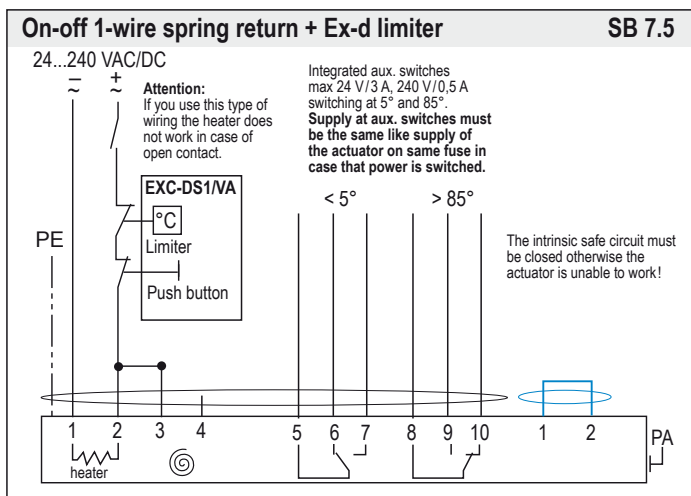 On-off 1-wire spring return + Ex-d limiter SB 7.5
24...240 VAC/DC
– +
~ ~
Attention:
If you use this type of
wiring the heater does
not work in case of
open contact.
Integrated aux. switches
max 24 V/3 A, 240 V/0,5 A
switching at 5° and 85°.
Supply at aux. switches must
be the same like supply of
the actuator on same fuse in
case that power is switched.
EXC-DS1/VA
°C
Limiter
Push button
PE
< 5° > 85°
The intrinsic safe circuit must
be closed otherwise the
actuator is unable to work!
1 2 3 4 5 6 7 8 9 10 1 2
PA
heater